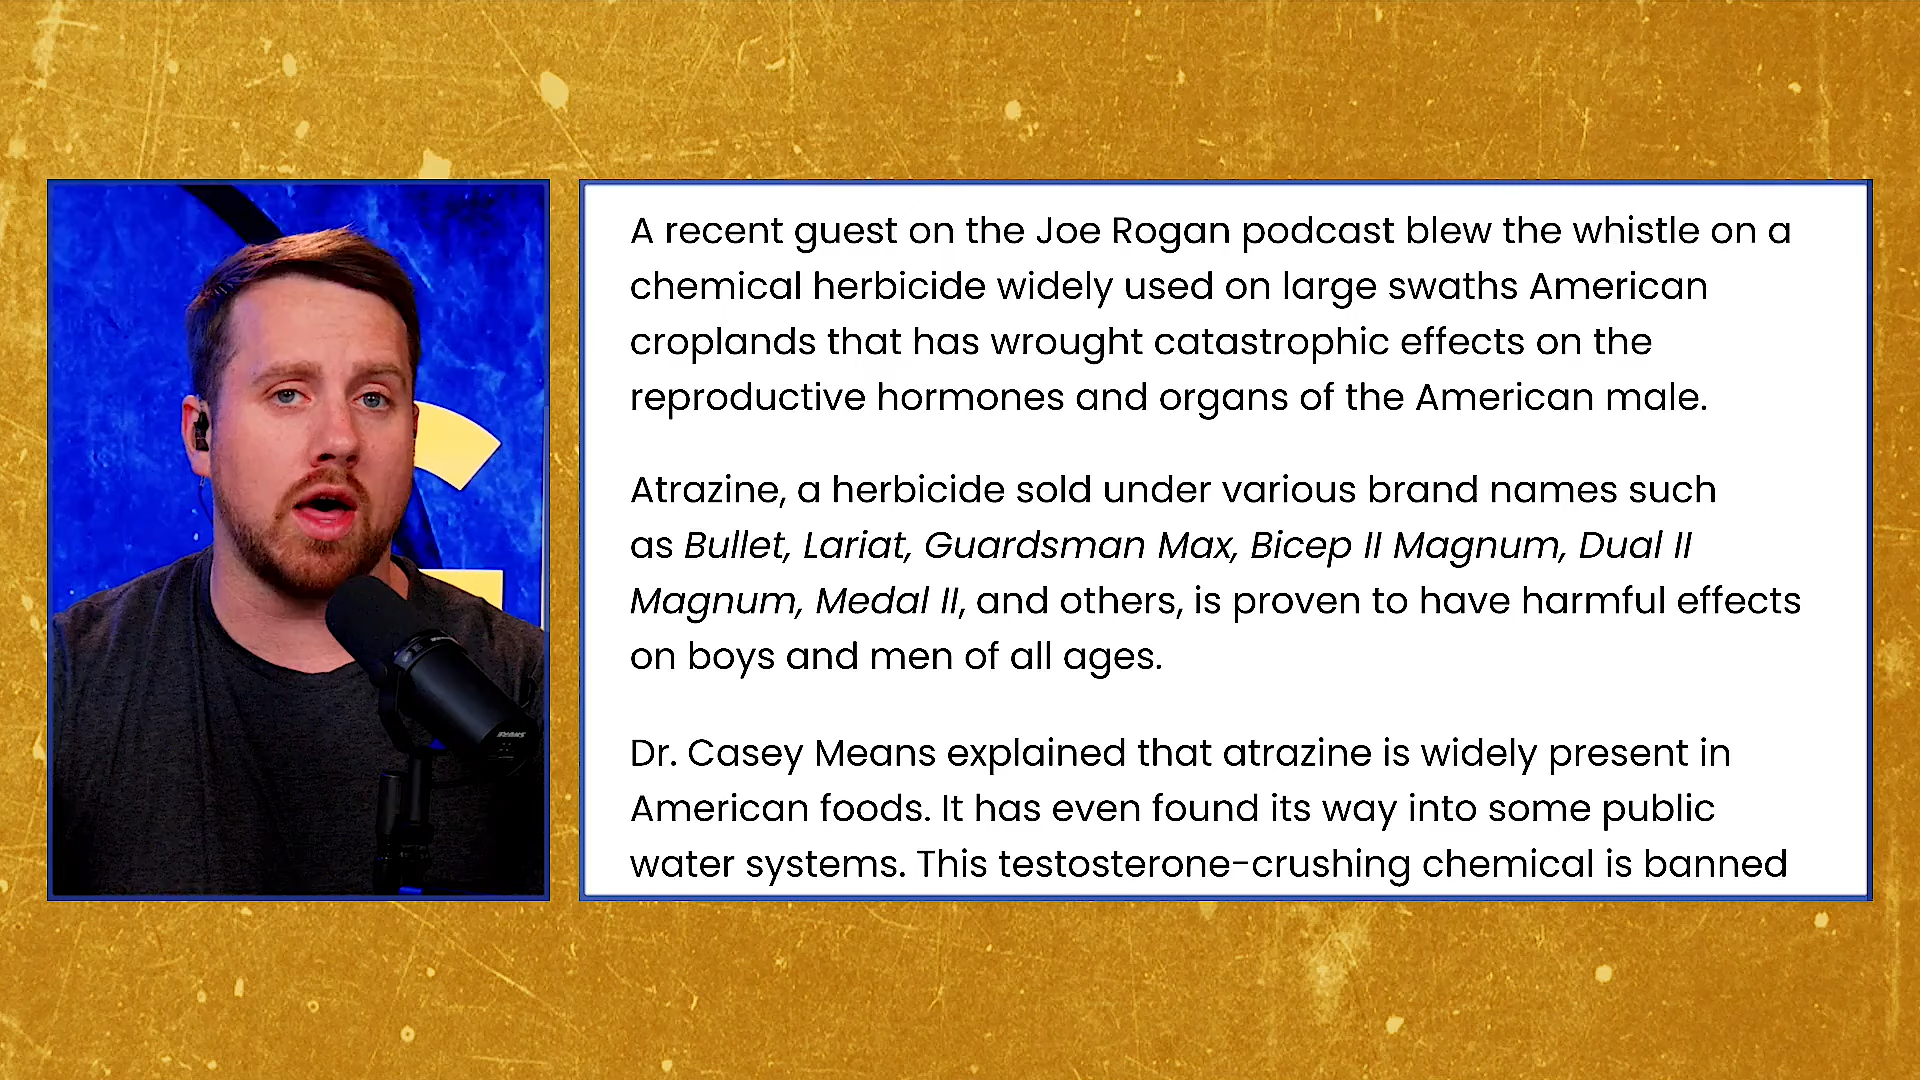 A recent guest on the Joe Rogan podcast blew the whistle on a
chemical herbicide widely used on large swaths American
croplands that has wrought catastrophic effects on the
reproductive hormones and organs of the American male.
Atrazine, a herbicide sold under various brand names such
as Bullet, Lariat, Guardsman Max, Bicep II Magnum, Dual II
Magnum, Medal II, and others, is proven to have harmful effects
on boys and men of all ages.
Dr. Casey Means explained that atrazine is widely present in
American foods. It has even found its way into some public
water systems. This testosterone-crushing chemical is banned